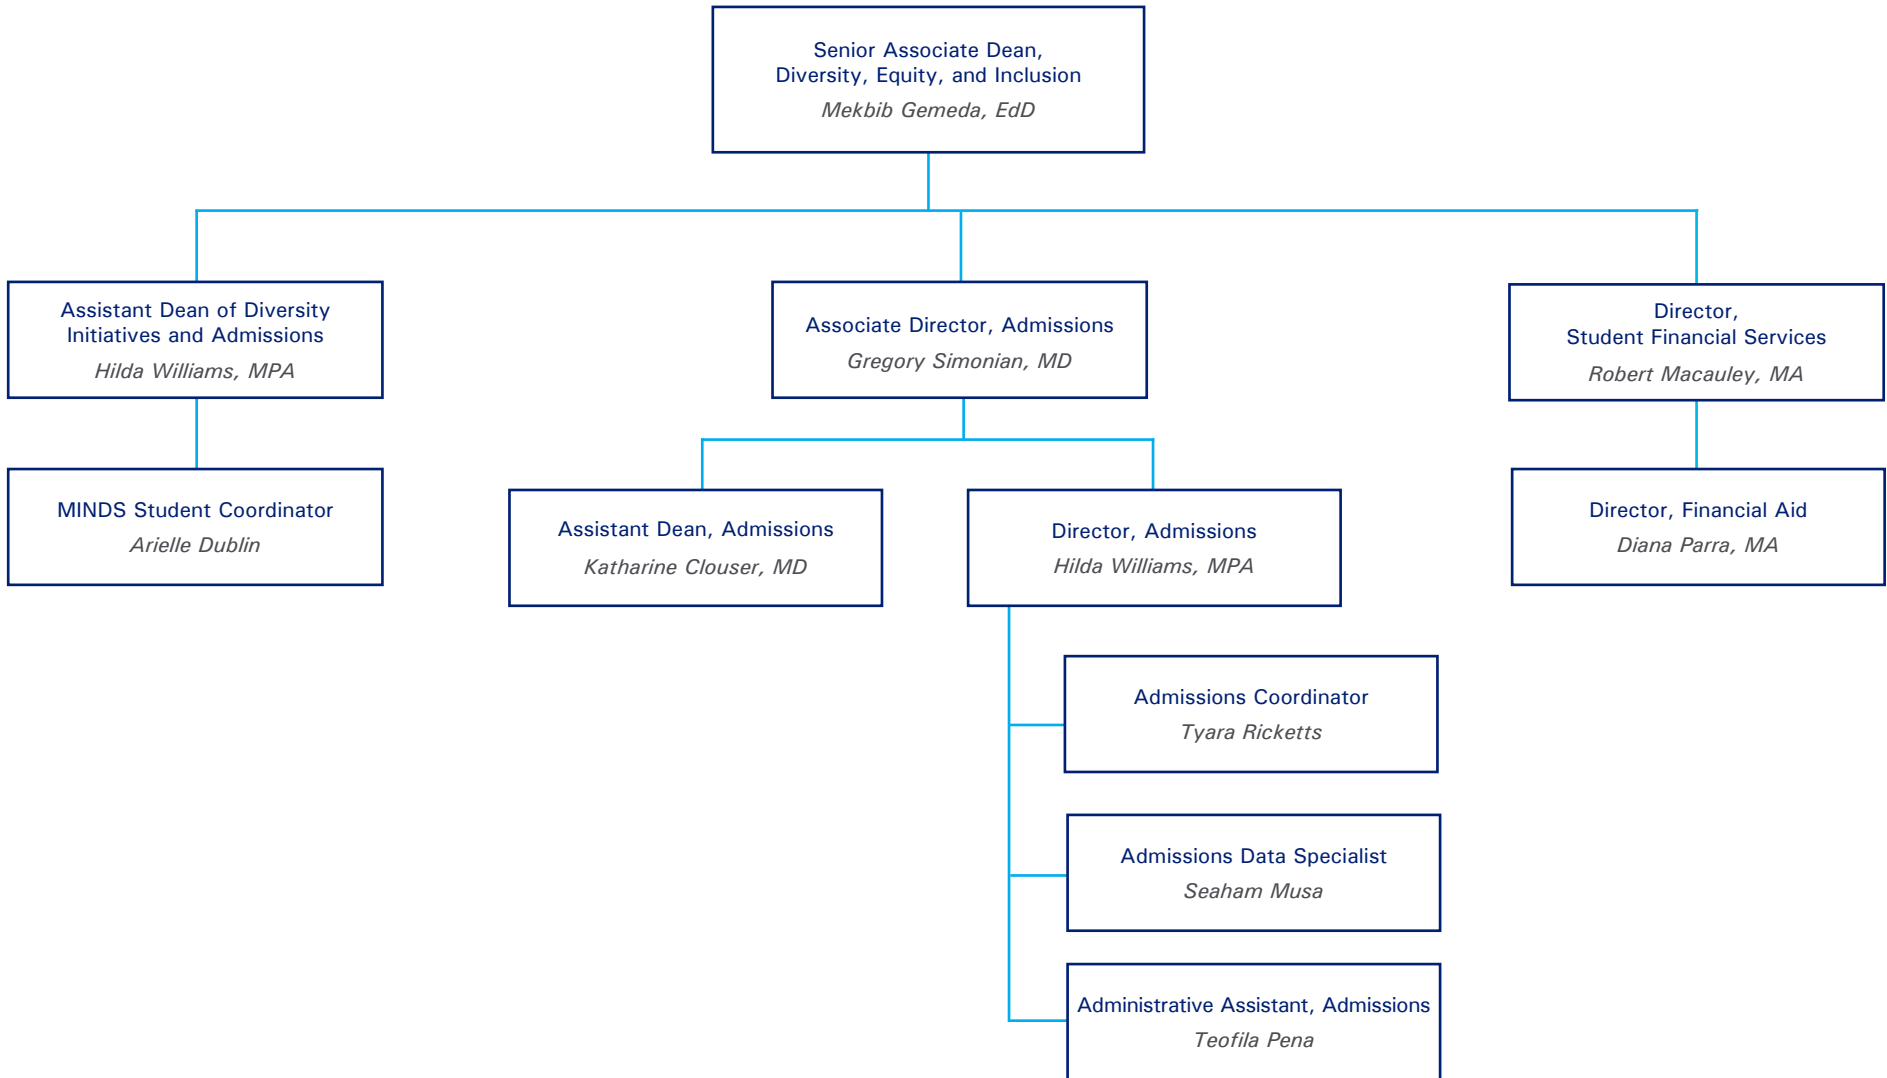 Senior Associate Dean,
Diversity, Equity, and Inclusion
Mekbib Gemeda, EdD
Assistant Dean of Diversity
Initiatives and Admissions
Hilda Williams, MPA
Associate Director, Admissions
Gregory Simonian, MD
Director,
Student Financial Services
Robert Macauley, MA
MINDS Student Coordinator
Arielle Dublin
Assistant Dean, Admissions
Katharine Clouser, MD
Director, Admissions
Hilda Williams, MPA
Director, Financial Aid
Diana Parra, MA
Admissions Coordinator
Tyara Ricketts
Admissions Data Specialist
Seaham Musa
Administrative Assistant, Admissions
Teofila Pena